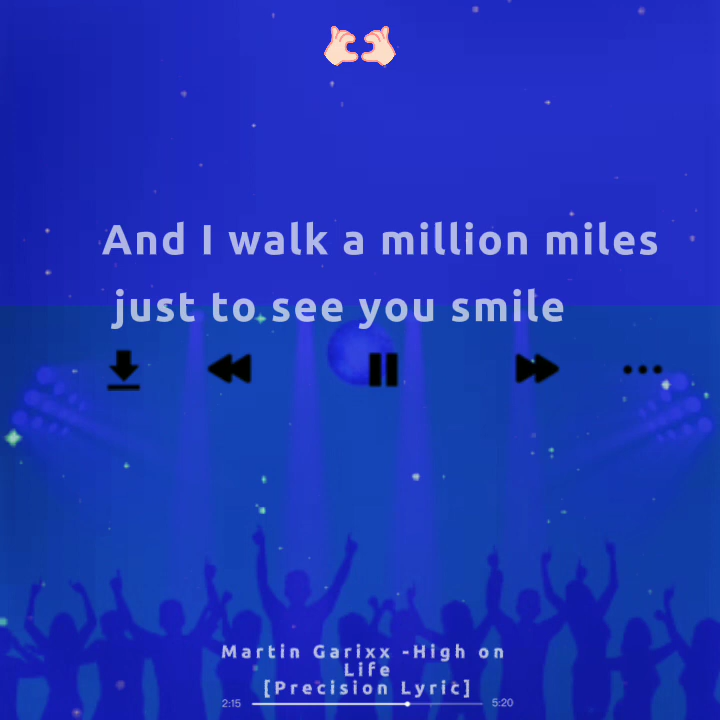 And I walk a million miles
just to see you smile
Martin Garixx -High on
Life
[Precision Lyric]
2:15
5:20